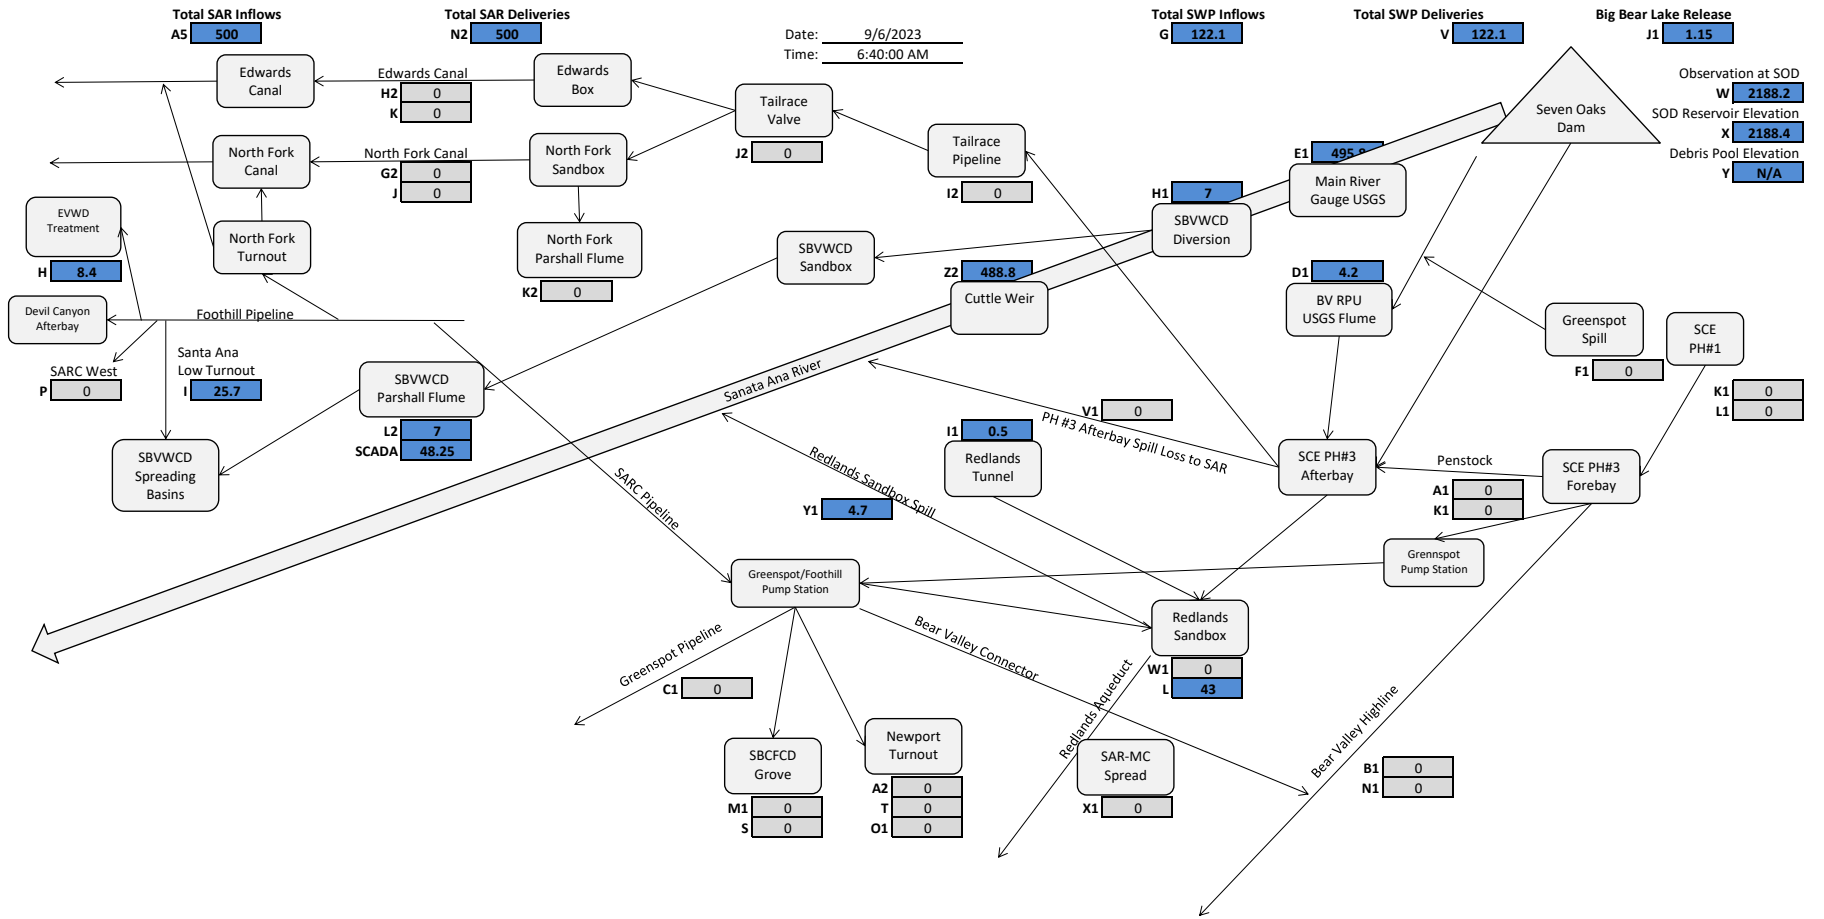 Total SAR Inflows
A5 500
Total SAR Deliveries
N2 500
Date: 9/6/2023
Time: 6:40:00 AM
Total SWP Inflows
G 122.1
Total SWP Deliveries
V 122.1
Big Bear Lake Release
J1 1.15
Observation at SOD
W 2188.2
SOD Reservoir Elevation
X 2188.4
Debris Pool Elevation
Y N/A
Seven Oaks
Dam
Edwards
Canal
Edwards Canal
H2 0
K 0
Edwards
Box
Tailrace
Valve
J2 0
Tailrace
Pipeline
I2 0
North Fork
Canal
North Fork Canal
G2 0
J 0
North Fork
Sandbox
E1 495.8
Main River
Gauge USGS
H1 7
SBVWCD
Diversion
EVWD
Treatment
H 8.4
North Fork
Turnout
North Fork
Parshall Flume
K2 0
SBVWCD
Sandbox
Z2 488.8
Cuttle Weir
D1 4.2
BV RPU
USGS Flume
Greenspot
Spill
F1 0
SCE
PH#1
K1 0
L1 0
Devil Canyon
Afterbay
Foothill Pipeline
SARC West
P 0
Santa Ana
Low Turnout
I 25.7
SBVWCD
Parshall Flume
L2 7
SCADA 48.25
SBVWCD
Spreading
Basins
Sanata Ana River
V1 0
PH #3 Afterbay Spill Loss to SAR
I1 0.5
Redlands
Tunnel
SCE PH#3
Afterbay
Penstock
A1 0
K1 0
SCE PH#3
Forebay
SARC Pipeline
Redlands Sandbox Spill
Y1 4.7
Grennspot
Pump Station
Greenspot/Foothill
Pump Station
Redlands
Sandbox
W1 0
L 43
Greenspot Pipeline
C1 0
Bear Valley Connector
Redlands Aqueduct
Bear Valley Highline
SBCFCD
Grove
M1 0
S 0
Newport
Turnout
A2 0
T 0
O1 0
SAR-MC
Spread
X1 0
B1 0
N1 0